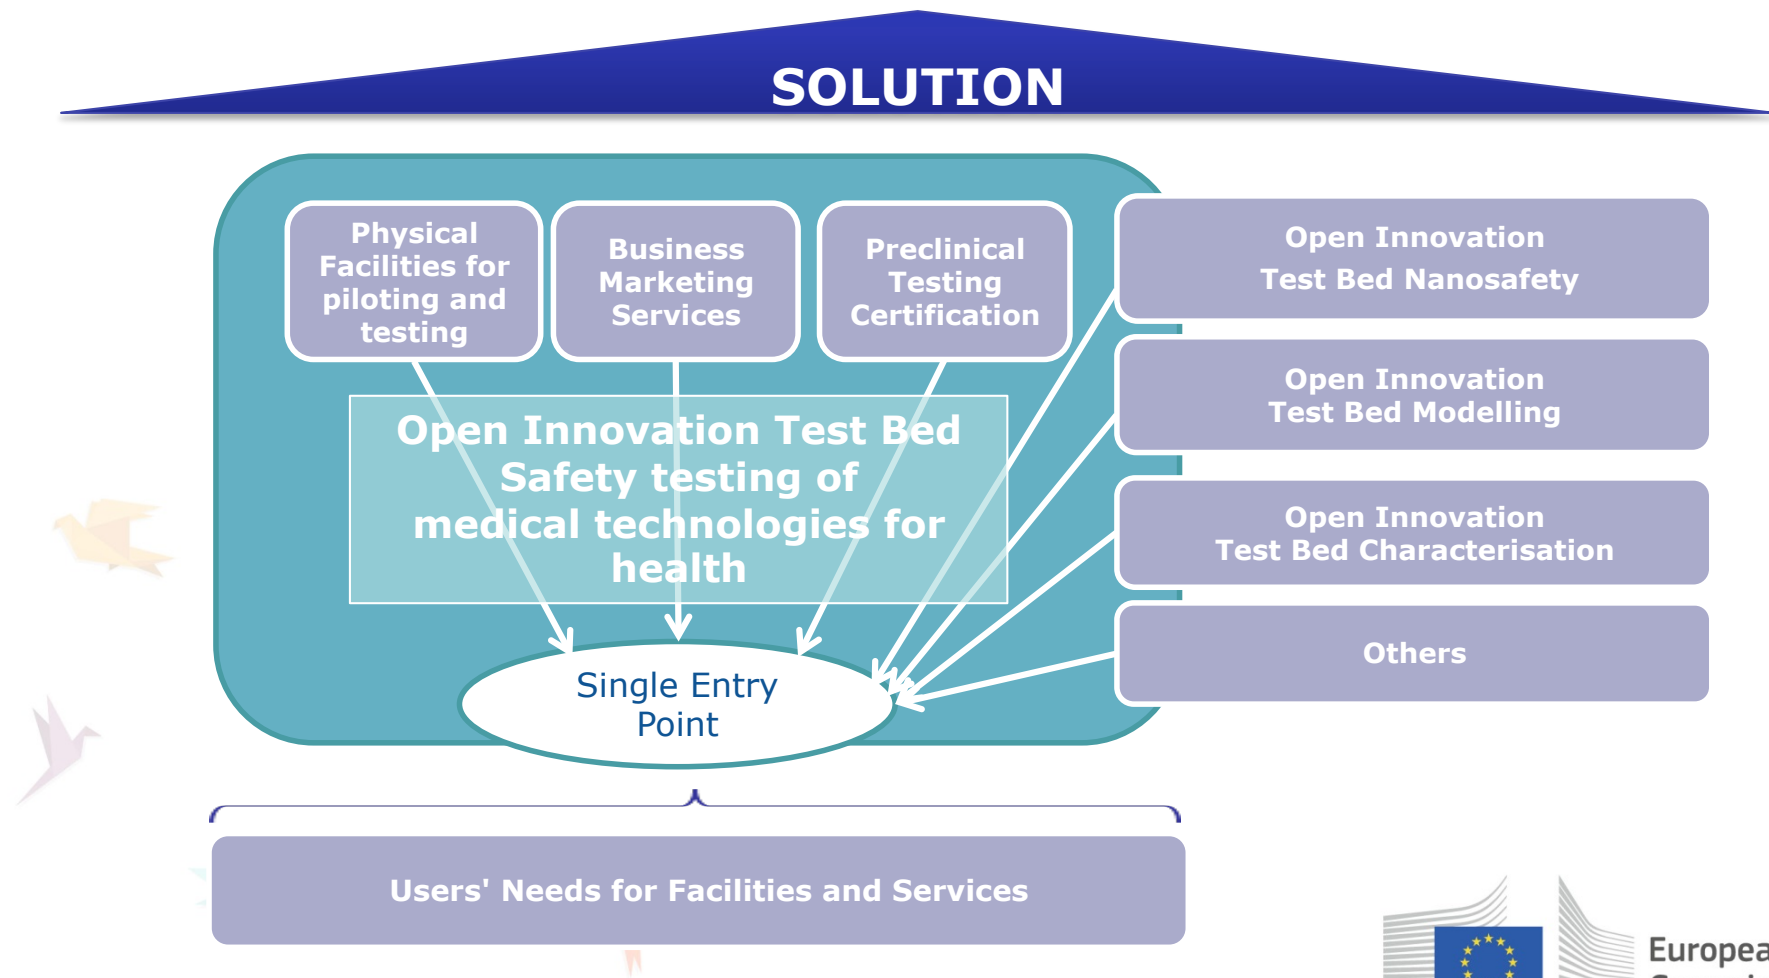 SOLUTION
Physical
Facilities for
piloting and
testing
Business
Marketing
Services
Preclinical
Testing
Certification
Open Innovation
Test Bed Nanosafety
Open Innovation
Test Bed Modelling
Open Innovation
Test Bed Characterisation
Others
Open Innovation Test Bed
Safety testing of
medical technologies for
health
Single Entry
Point
Users' Needs for Facilities and Services